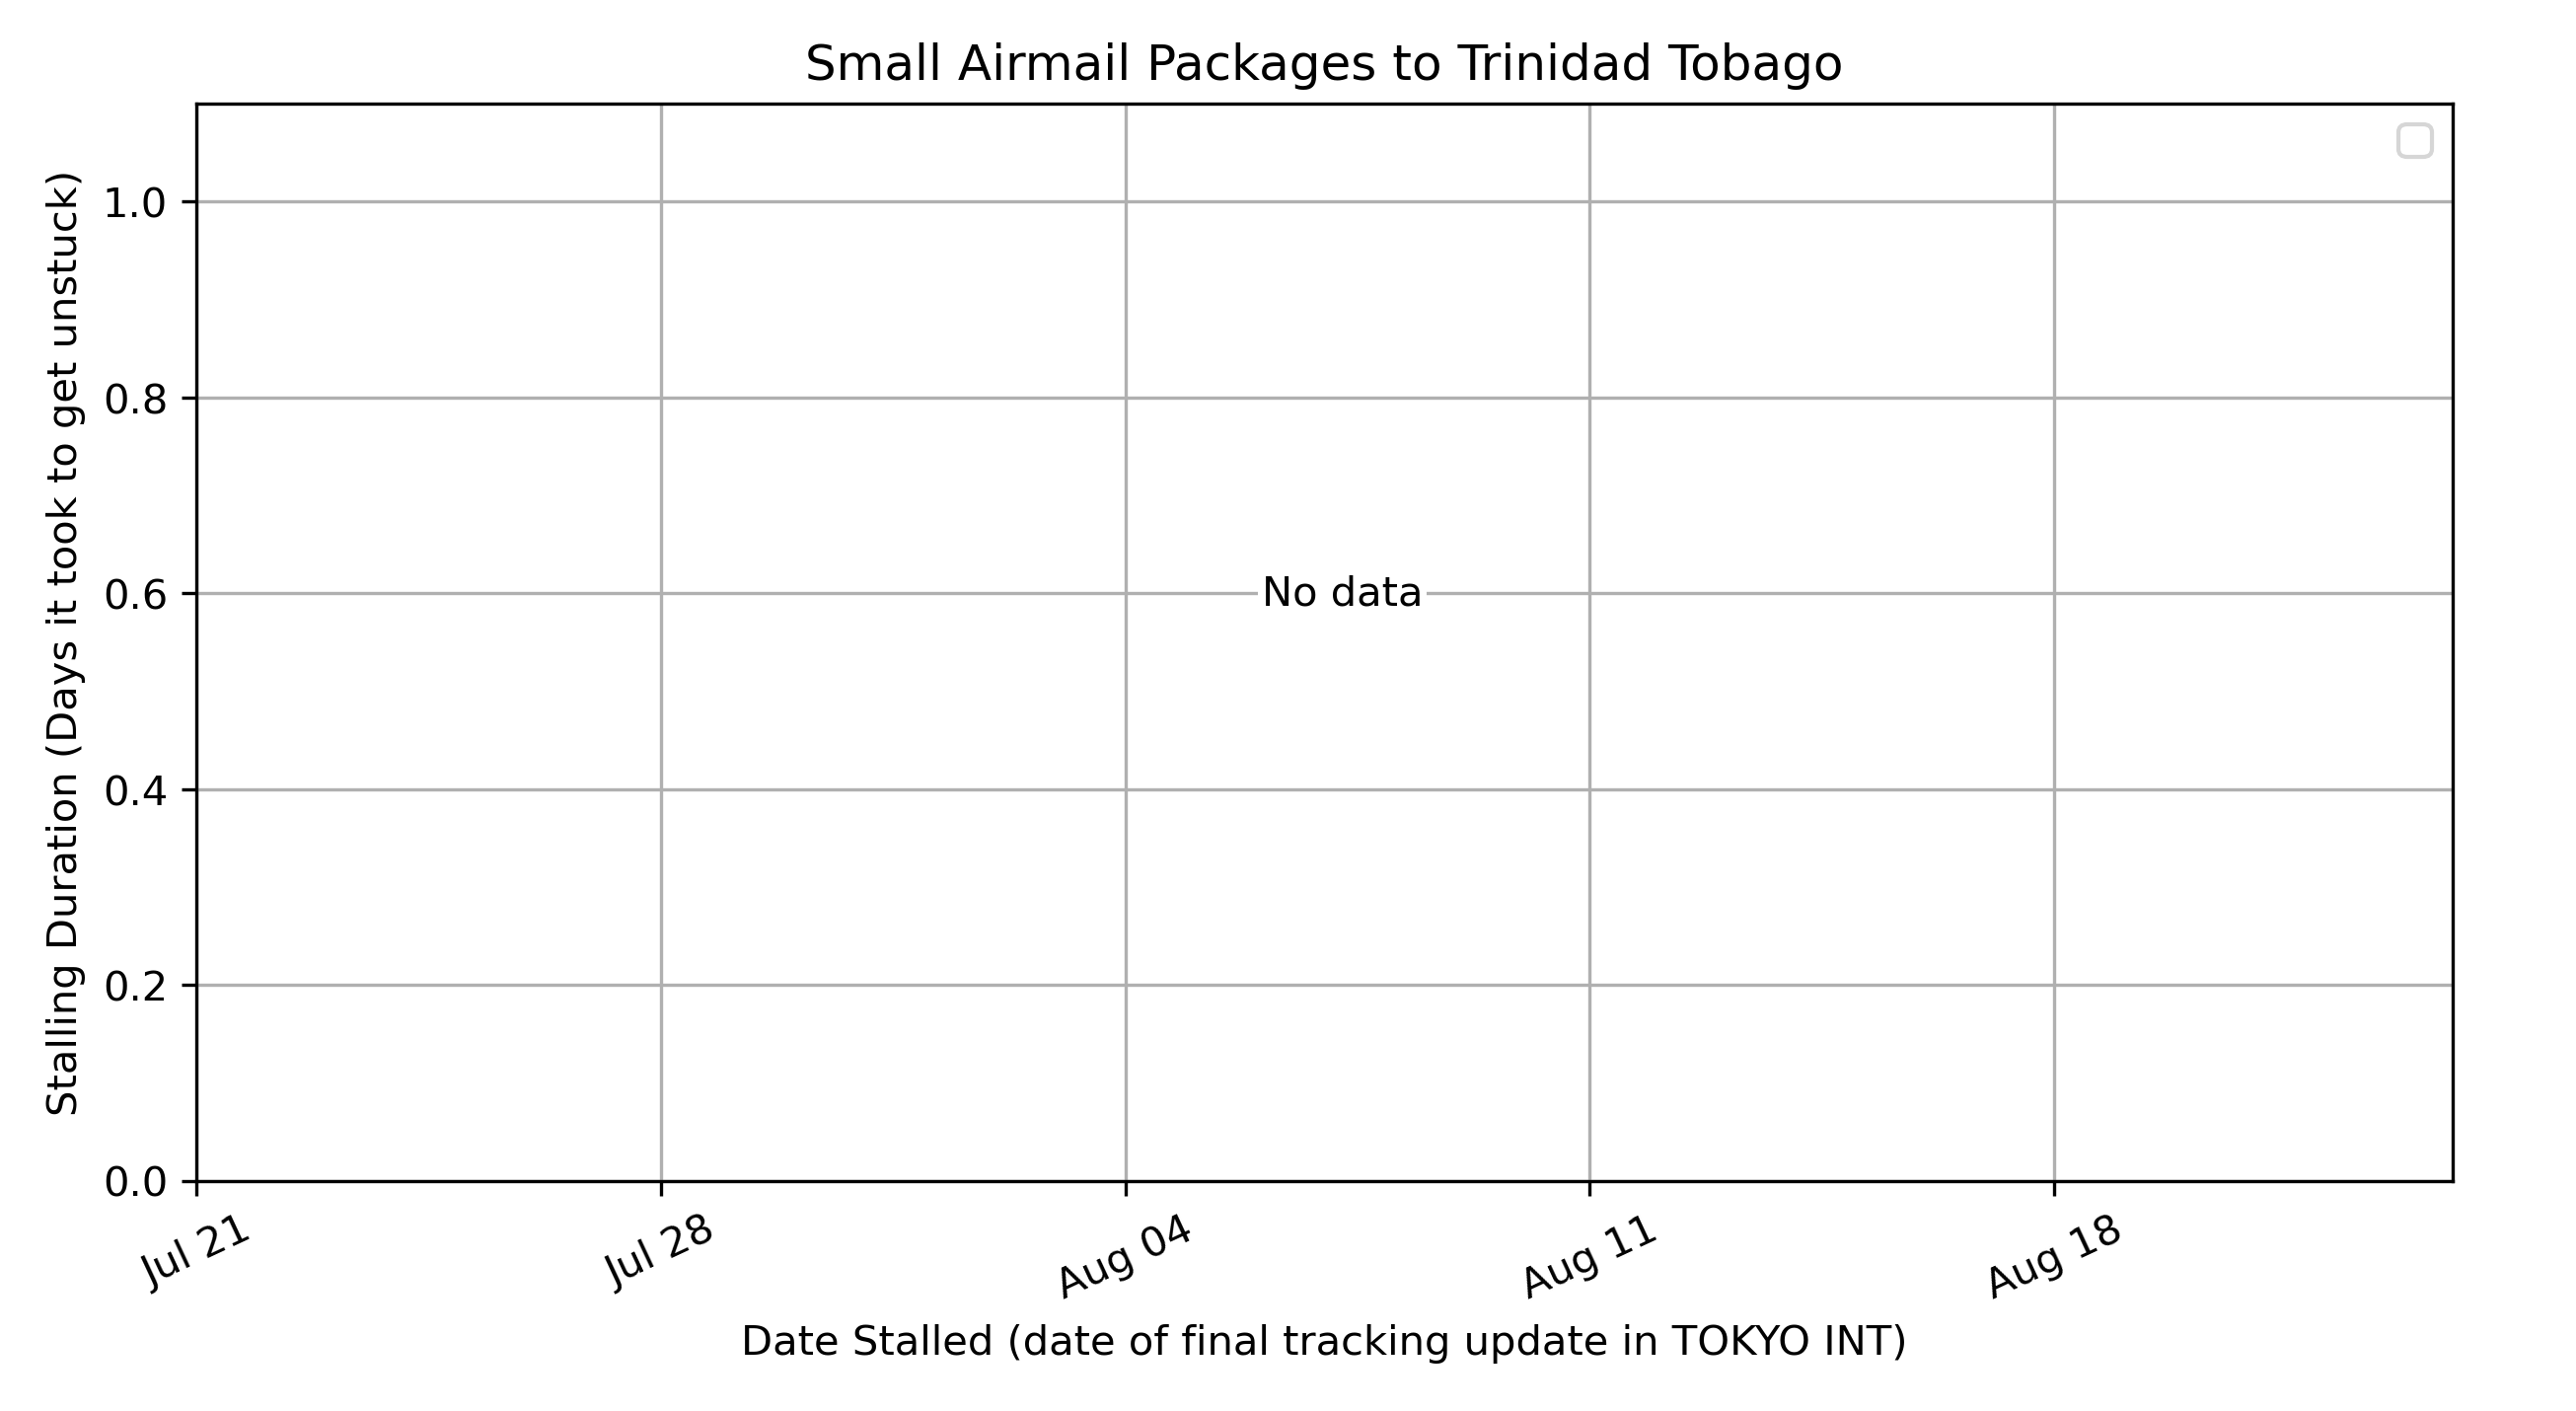 Small Airmail Packages to Trinidad Tobago
Stalling Duration (Days it took to get unstuck)
1.0
0.8
0.6
0.4
0.2
0.0
No data
Jul 21
Jul 28
Aug 04
Aug 11
Aug 18
Date Stalled (date of final tracking update in TOKYO INT)